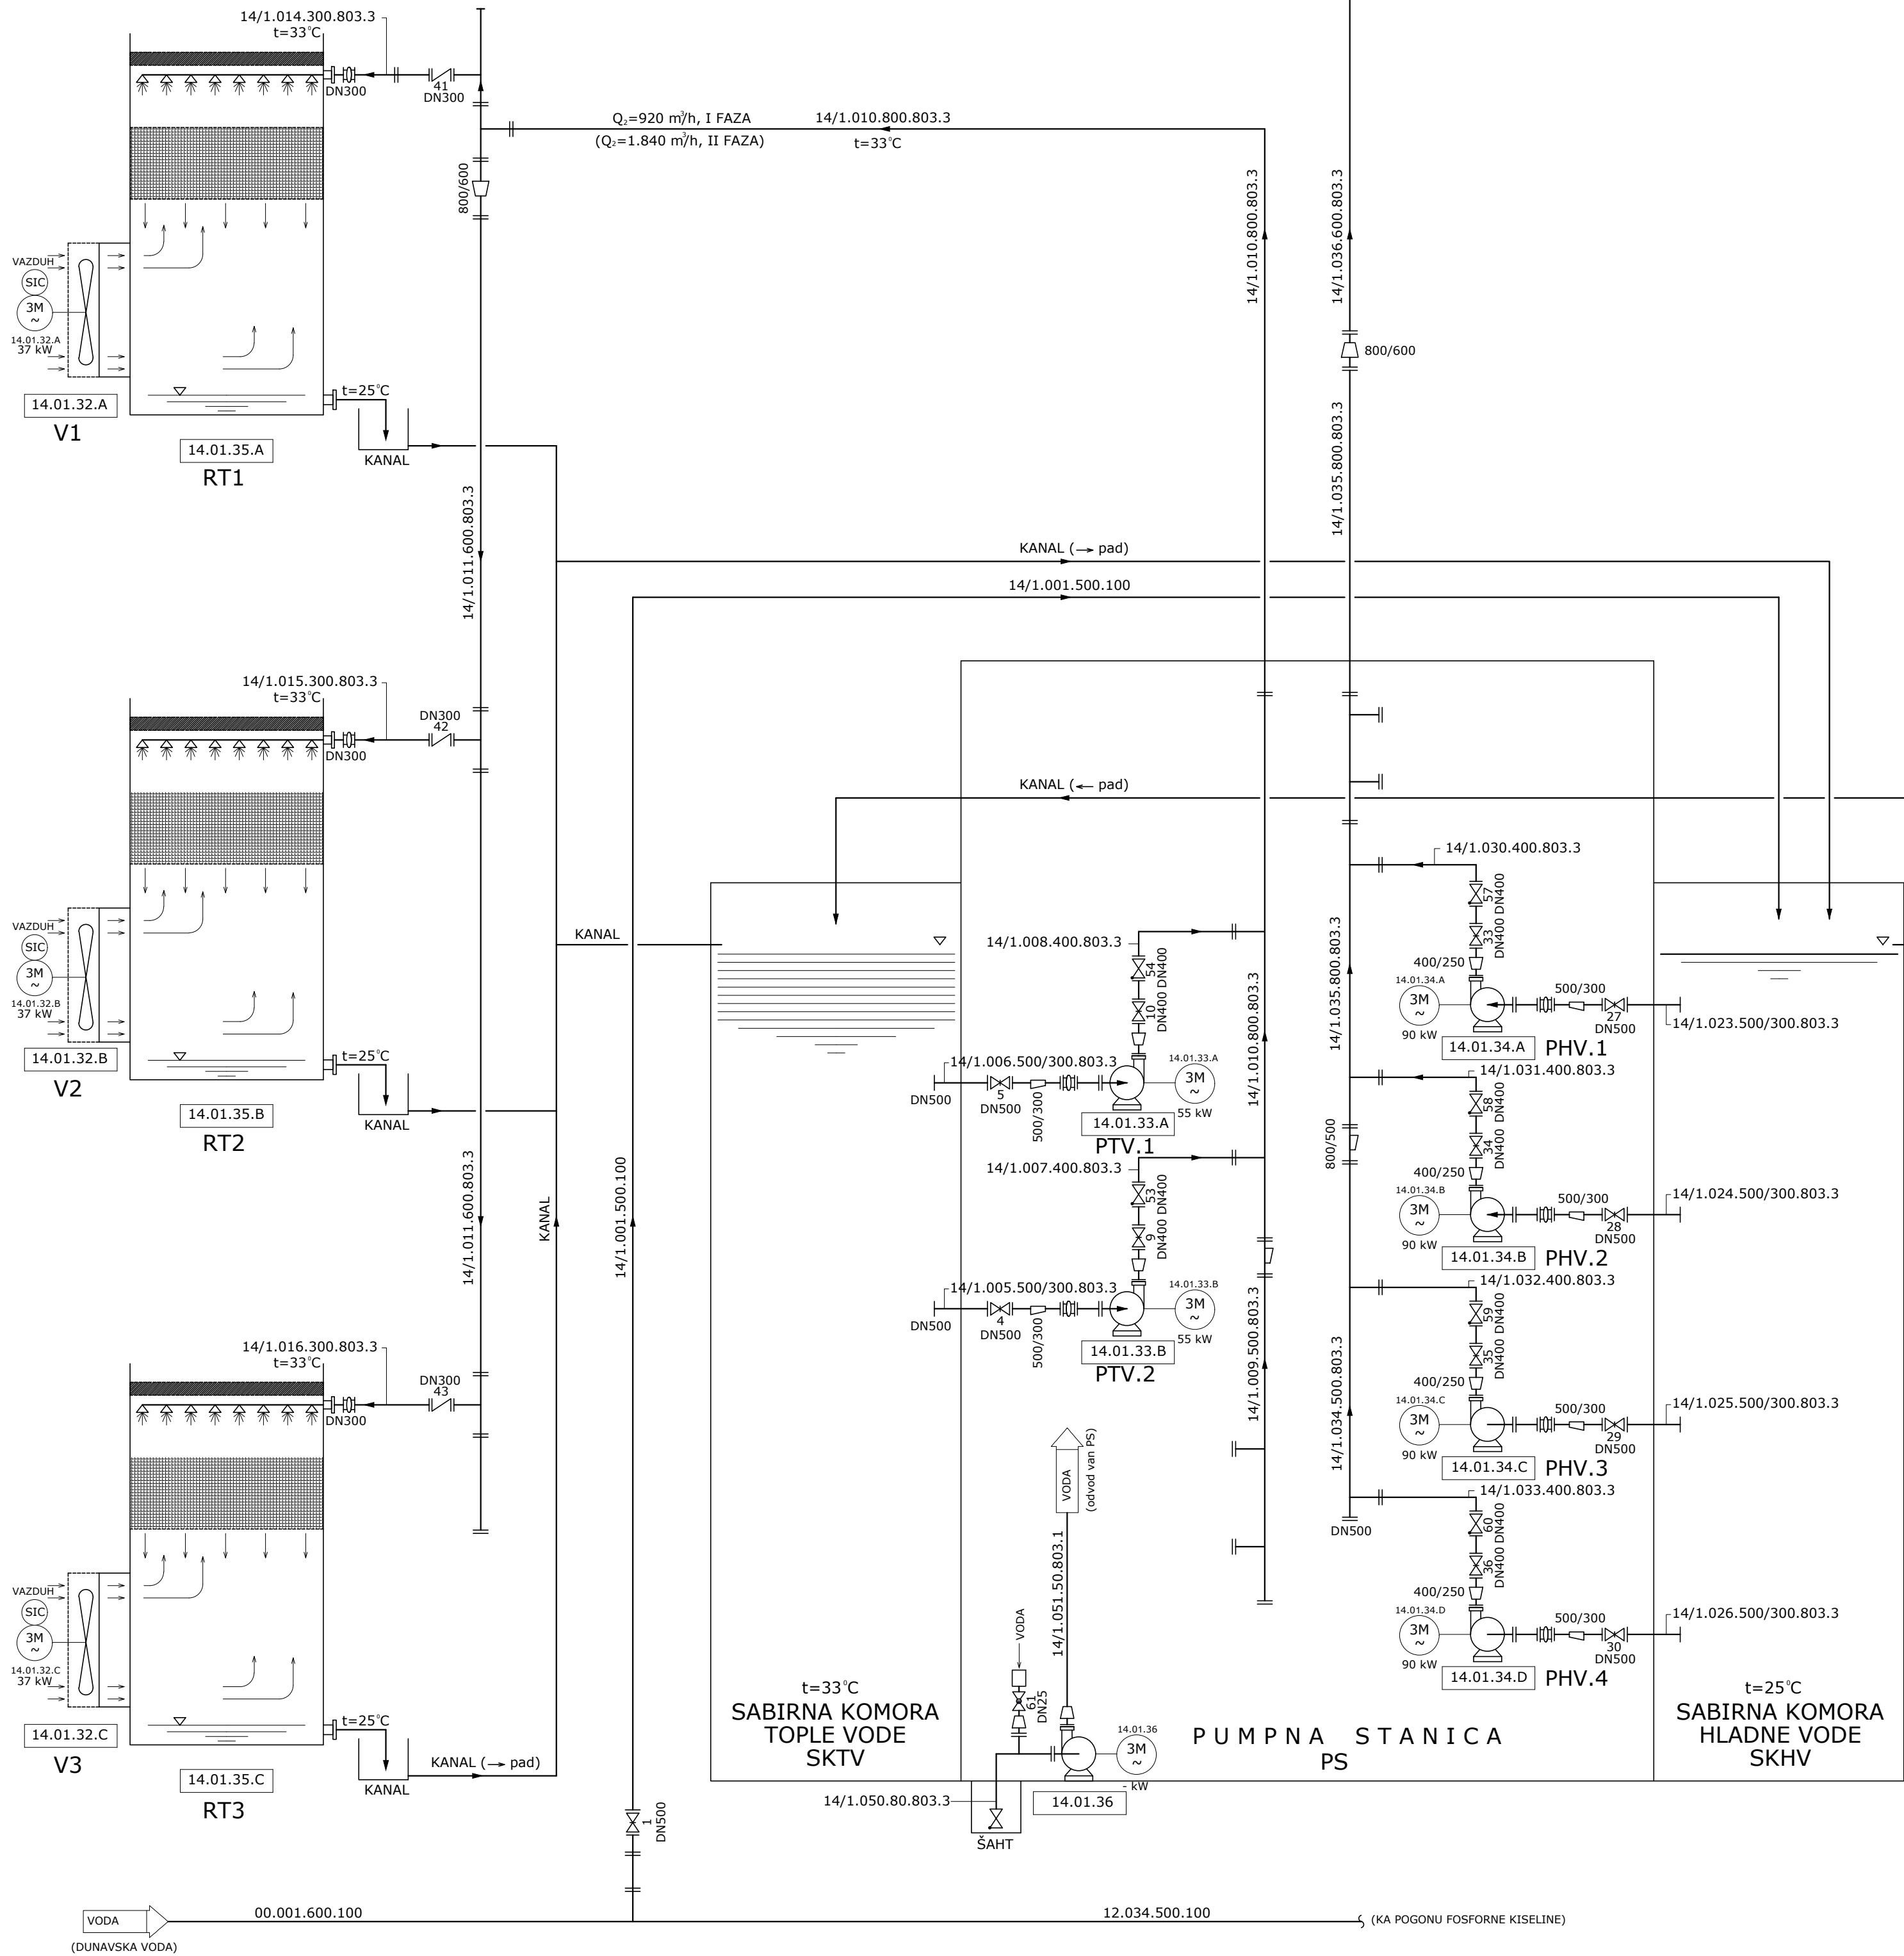 14/1.014.300.803.3
t=33°C
DN300
41
DN300
Q₂=920 m³/h, I FAZA
14/1.010.800.803.3
(Q₂=1.840 m³/h, II FAZA)
t=33°C
800/600
14/1.010.800.803.3
14/1.036.600.803.3
VAZDUH
SIC
3M
~
14.01.32.A
37 kW
800/600
t=25°C
14.01.32.A
V1
14.01.35.A
RT1
KANAL
14/1.011.600.803.3
14/1.035.800.803.3
KANAL (→ pad)
14/1.001.500.100
14/1.015.300.803.3
t=33°C
DN300
DN300
42
KANAL (← pad)
VAZDUH
SIC
3M
~
14.01.32.B
37 kW
t=25°C
14.01.32.B
V2
14.01.35.B
RT2
KANAL
KANAL
14/1.008.400.803.3
54
10
DN400 DN400
14/1.006.500/300.803.3
DN500
5
DN500
500/300
14.01.33.A
3M
~
55 kW
14.01.33.A
PTV.1
14/1.007.400.803.3
53
9
DN400 DN400
14/1.005.500/300.803.3
DN500
4
DN500
500/300
14.01.33.B
3M
~
55 kW
14.01.33.B
PTV.2
14/1.010.800.803.3
14/1.009.500.803.3
14/1.035.800.803.3
800/500
14/1.034.500.803.3
DN500
14/1.030.400.803.3
57
33
DN400 DN400
400/250
14.01.34.A
3M
~
90 kW
500/300
27
DN500
14/1.023.500/300.803.3
14.01.34.A
PHV.1
14/1.031.400.803.3
58
34
DN400 DN400
400/250
14.01.34.B
3M
~
90 kW
500/300
28
DN500
14/1.024.500/300.803.3
14.01.34.B
PHV.2
14/1.032.400.803.3
59
35
DN400 DN400
400/250
14.01.34.C
3M
~
90 kW
500/300
29
DN500
14/1.025.500/300.803.3
14.01.34.C
PHV.3
14/1.033.400.803.3
60
36
DN400 DN400
400/250
14.01.34.D
3M
~
90 kW
500/300
30
DN500
14/1.026.500/300.803.3
14.01.34.D
PHV.4
14/1.011.600.803.3
KANAL
14/1.001.500.100
14/1.016.300.803.3
t=33°C
DN300
DN300
43
VAZDUH
SIC
3M
~
14.01.32.C
37 kW
t=25°C
14.01.32.C
V3
14.01.35.C
RT3
KANAL
KANAL (→ pad)
VODA
(odvod van PS)
14/1.051.50.803.1
VODA
61
DN25
14.01.36
3M
~
- kW
14.01.36
14/1.050.80.803.3
ŠAHT
t=33°C
SABIRNA KOMORA
TOPLE VODE
SKTV
PUMPNA STANICA
PS
t=25°C
SABIRNA KOMORA
HLADNE VODE
SKHV
1
DN500
VODA
(DUNAVSKA VODA)
00.001.600.100
12.034.500.100
(KA POGONU FOSFORNE KISELINE)